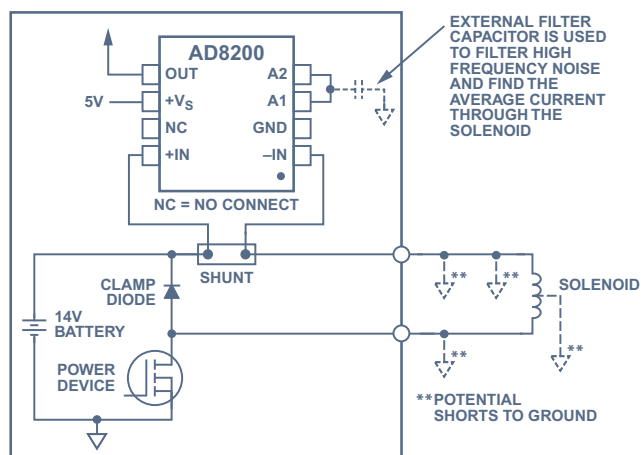 EXTERNAL FILTER
CAPACITOR IS USED
TO FILTER HIGH
FREQUENCY NOISE
AND FIND THE
AVERAGE CURRENT
THROUGH THE
SOLENOID
AD8200
OUT
A2
5V
+VS
A1
NC
GND
+IN
–IN
NC = NO CONNECT
SHUNT
CLAMP
DIODE
14V
BATTERY
POWER
DEVICE
**
**
SOLENOID
**
**
**POTENTIAL
SHORTS TO GROUND